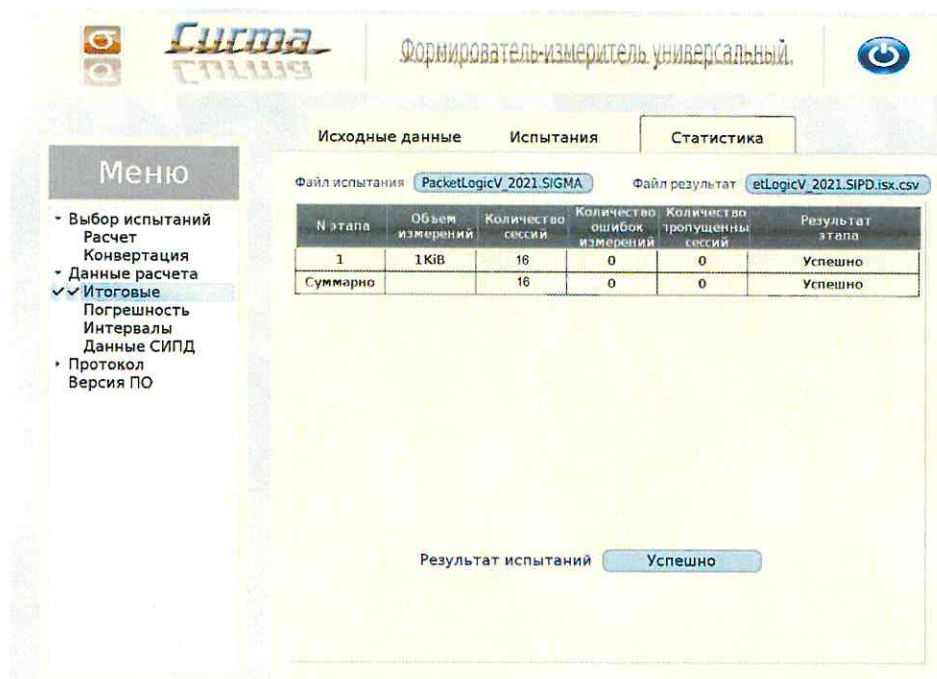 Сигма
Формирователь-измеритель универсальный.
Исходные данные
Испытания
Статистика
Меню
Файл испытания PacketLogicV_2021.SIGMA Файл результат etLogicV_2021.SIPD.isx.csv
Выбор испытаний
Расчет
Конвертация
Данные расчета
Итоговые
Погрешность
Интервалы
Данные СИПД
Протокол
Версия ПО
N этапа
Объем
измерений
Количество
сессий
Количество
ошибок
измерений
Количество
пропущенны
сессий
Результат
этапа
1 1 KiB 16 0 0 Успешно
Суммарно 16 0 0 Успешно
Результат испытаний Успешно